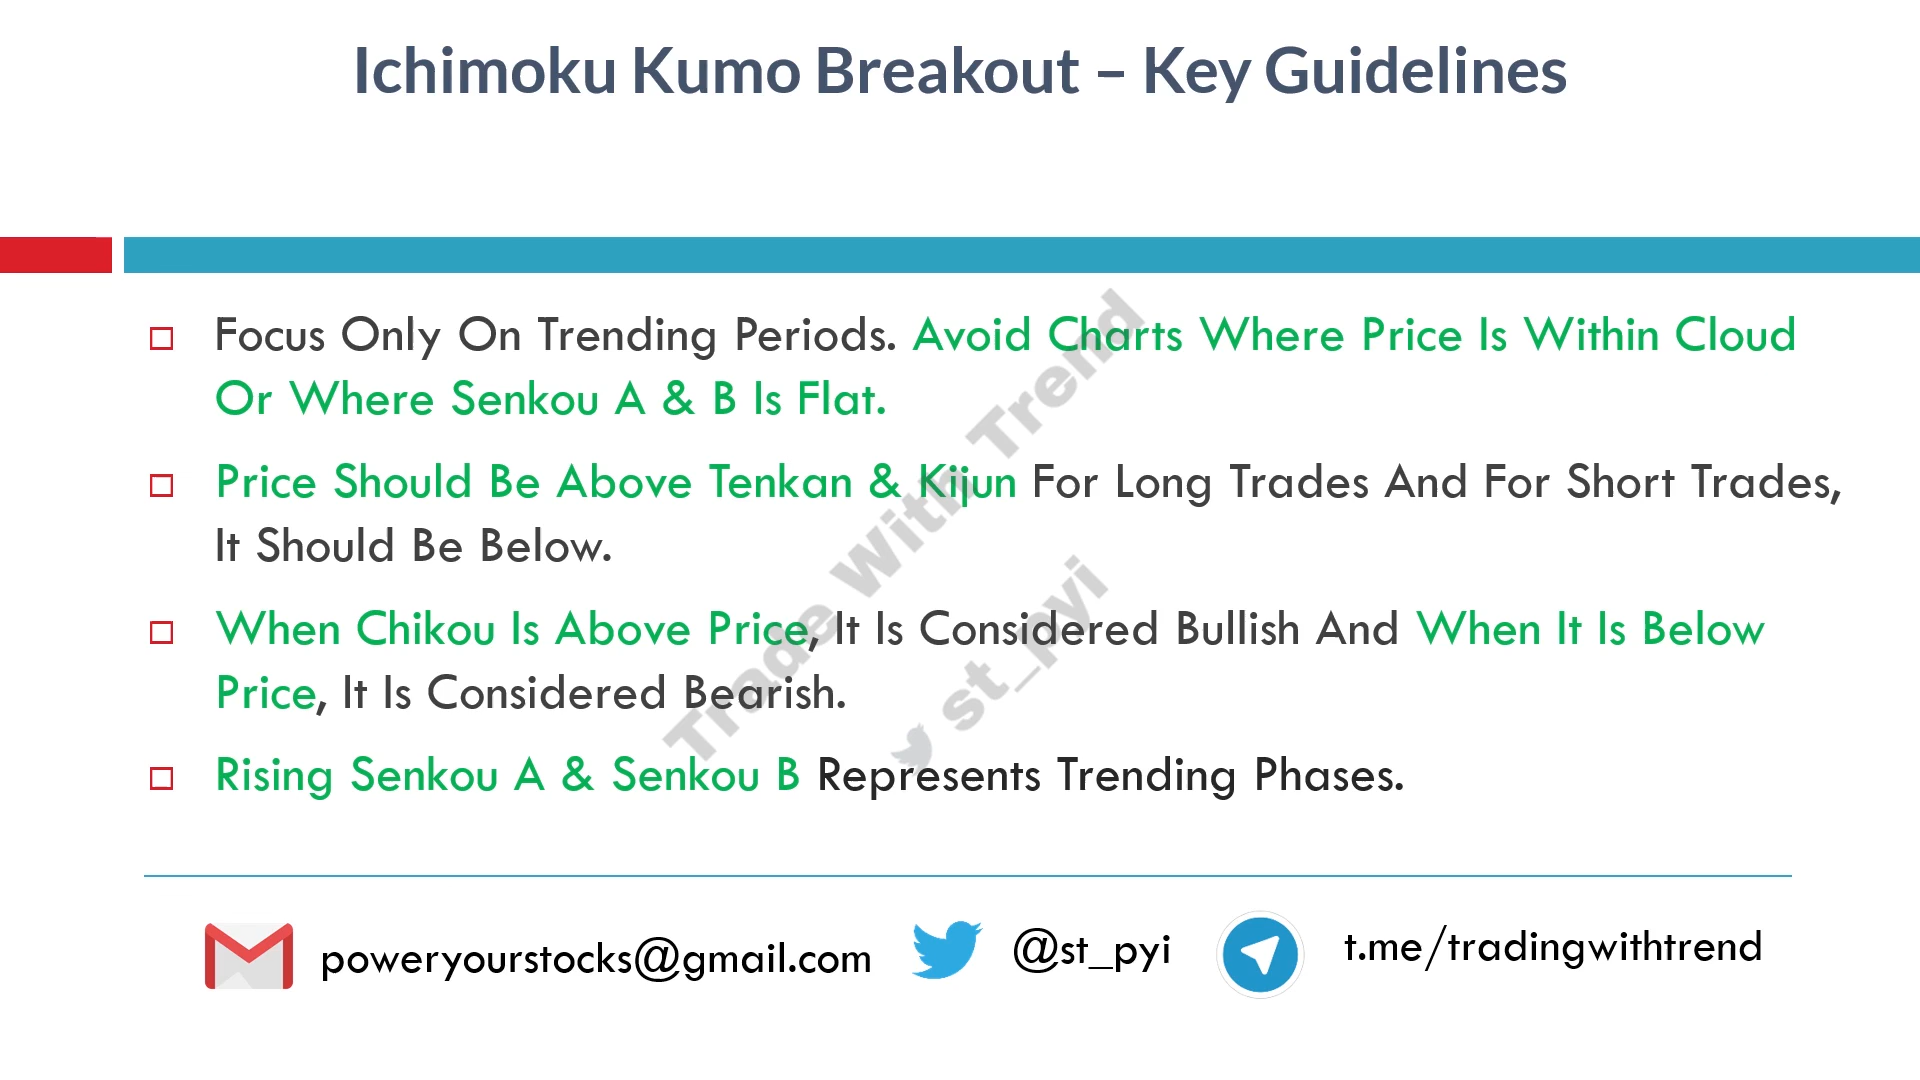 Ichimoku Kumo Breakout – Key Guidelines
Focus Only On Trending Periods. Avoid Charts Where Price Is Within Cloud
Or Where Senkou A & B Is Flat.
Price Should Be Above Tenkan & Kijun For Long Trades And For Short Trades,
It Should Be Below.
When Chikou Is Above Price, It Is Considered Bullish And When It Is Below
Price, It Is Considered Bearish.
Rising Senkou A & Senkou B Represents Trending Phases.
Trade With Trend
st_pyi
poweryourstocks@gmail.com
@st_pyi
t.me/tradingwithtrend